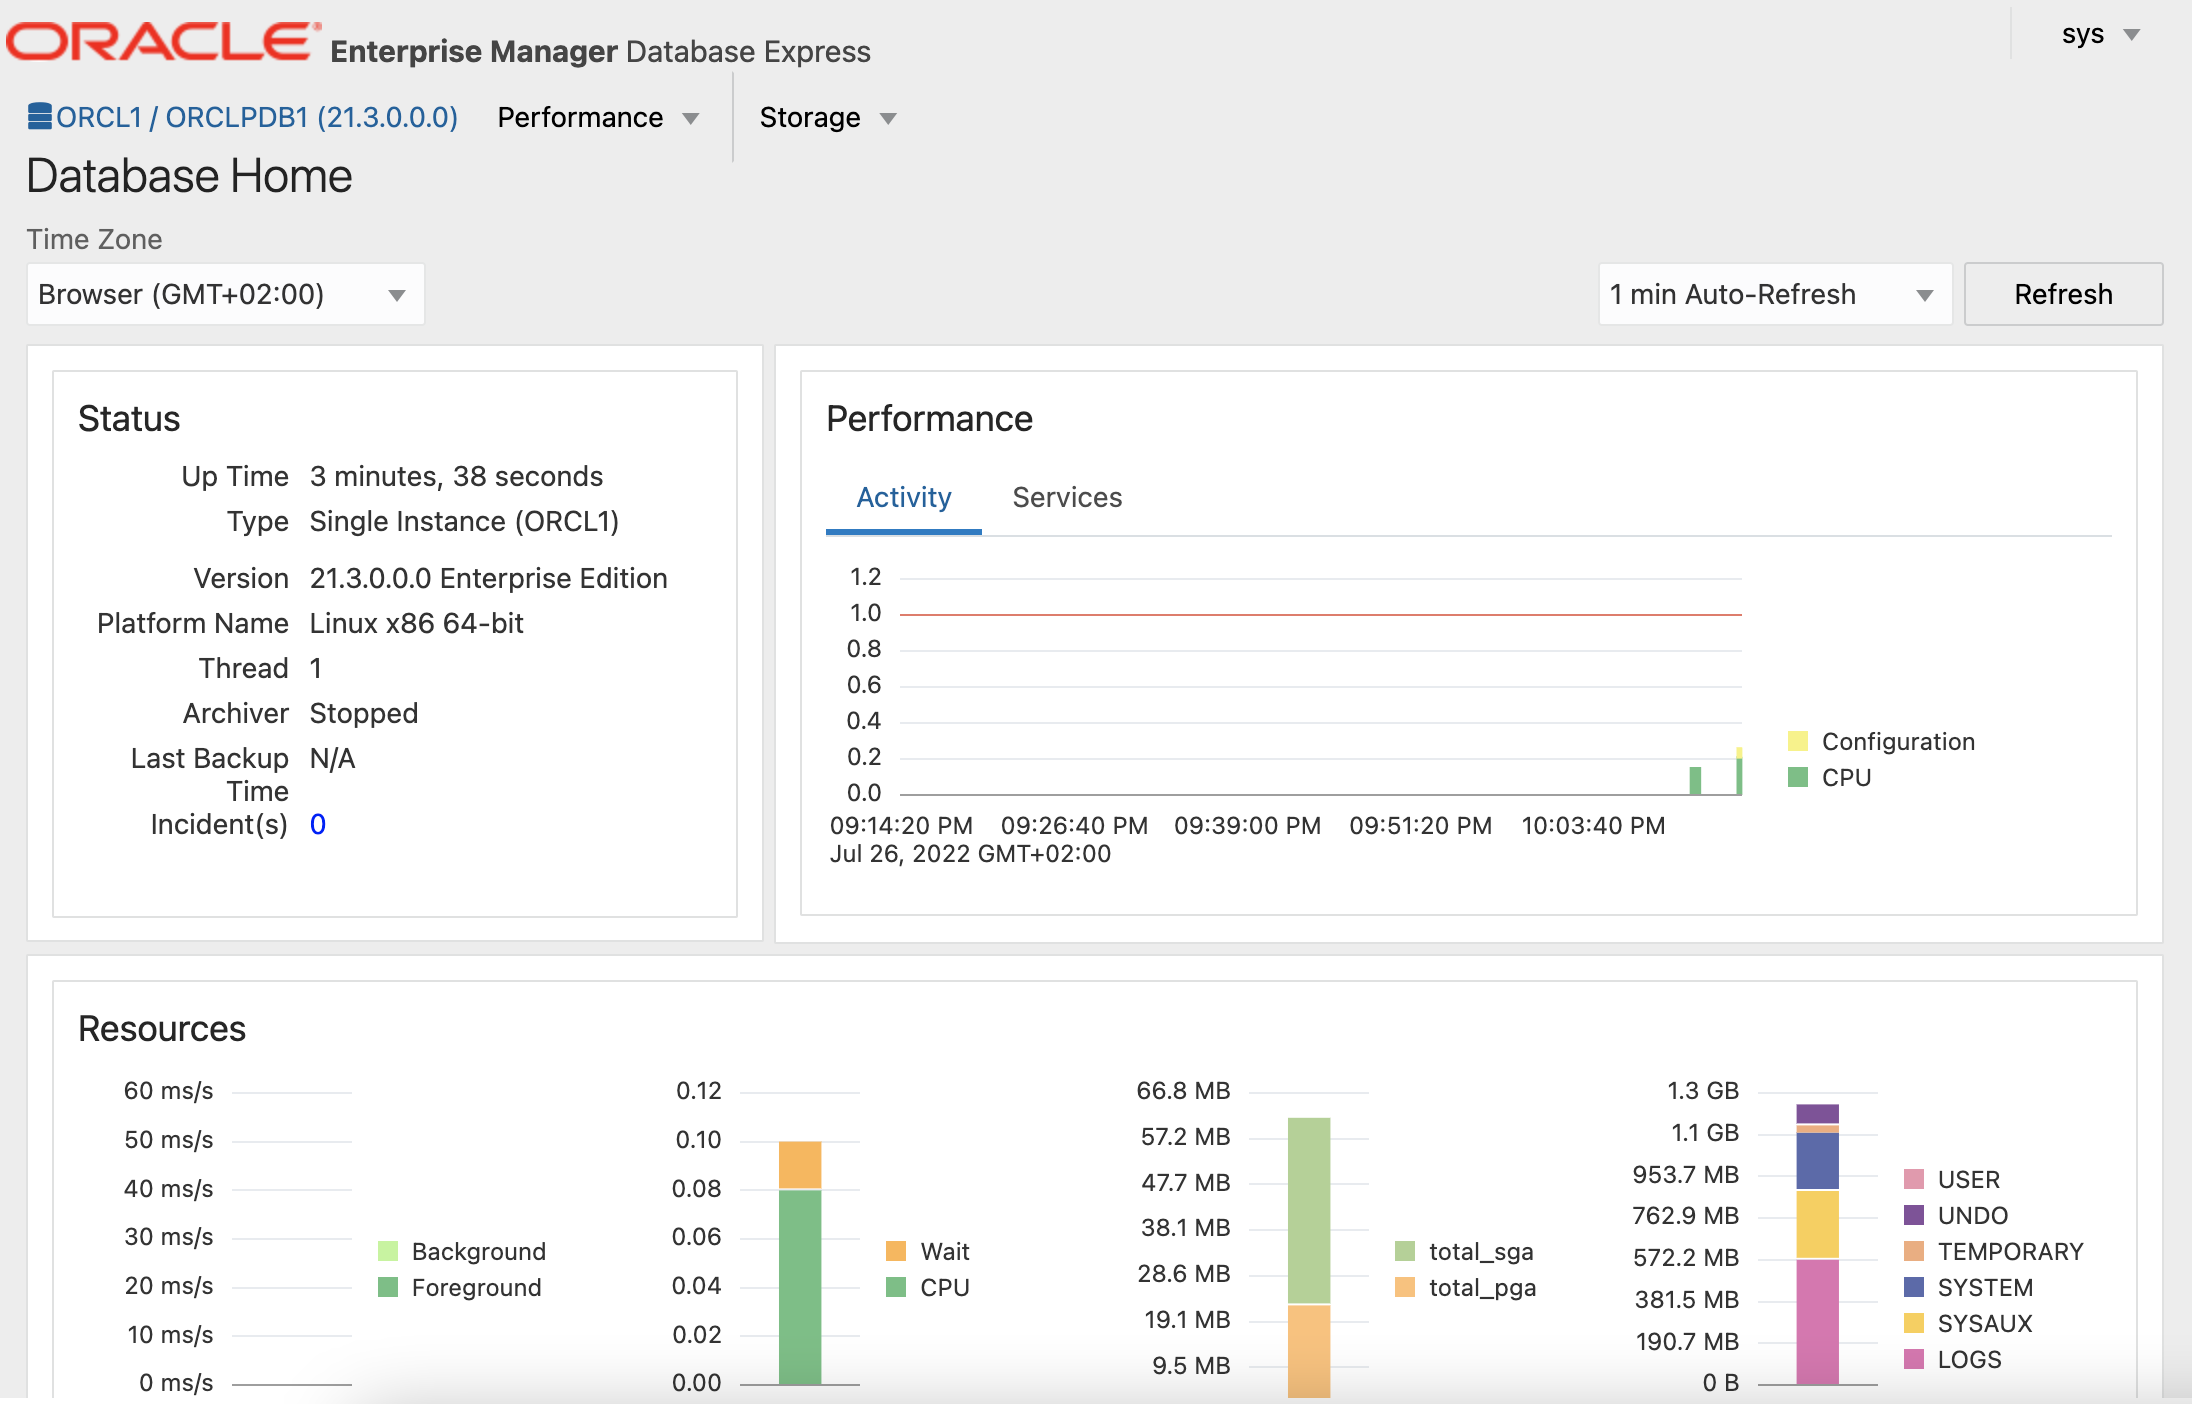 ORACLE Enterprise Manager Database Express
sys
ORCL1 / ORCLPDB1 (21.3.0.0.0) Performance Storage
Database Home
Time Zone
Browser (GMT+02:00)
1 min Auto-Refresh Refresh
Status
Up Time 3 minutes, 38 seconds
Type Single Instance (ORCL1)
Version 21.3.0.0.0 Enterprise Edition
Platform Name Linux x86 64-bit
Thread 1
Archiver Stopped
Last Backup Time N/A
Incident(s) 0
Performance
Activity Services
1.2
1.0
0.8
0.6
0.4
0.2
0.0
09:14:20 PM 09:26:40 PM 09:39:00 PM 09:51:20 PM 10:03:40 PM
Jul 26, 2022 GMT+02:00
Configuration
CPU
Resources
60 ms/s
50 ms/s
40 ms/s
30 ms/s
20 ms/s
10 ms/s
0 ms/s
Background
Foreground
0.12
0.10
0.08
0.06
0.04
0.02
0.00
Wait
CPU
66.8 MB
57.2 MB
47.7 MB
38.1 MB
28.6 MB
19.1 MB
9.5 MB
total_sga
total_pga
1.3 GB
1.1 GB
953.7 MB
762.9 MB
572.2 MB
381.5 MB
190.7 MB
0 B
USER
UNDO
TEMPORARY
SYSTEM
SYSAUX
LOGS